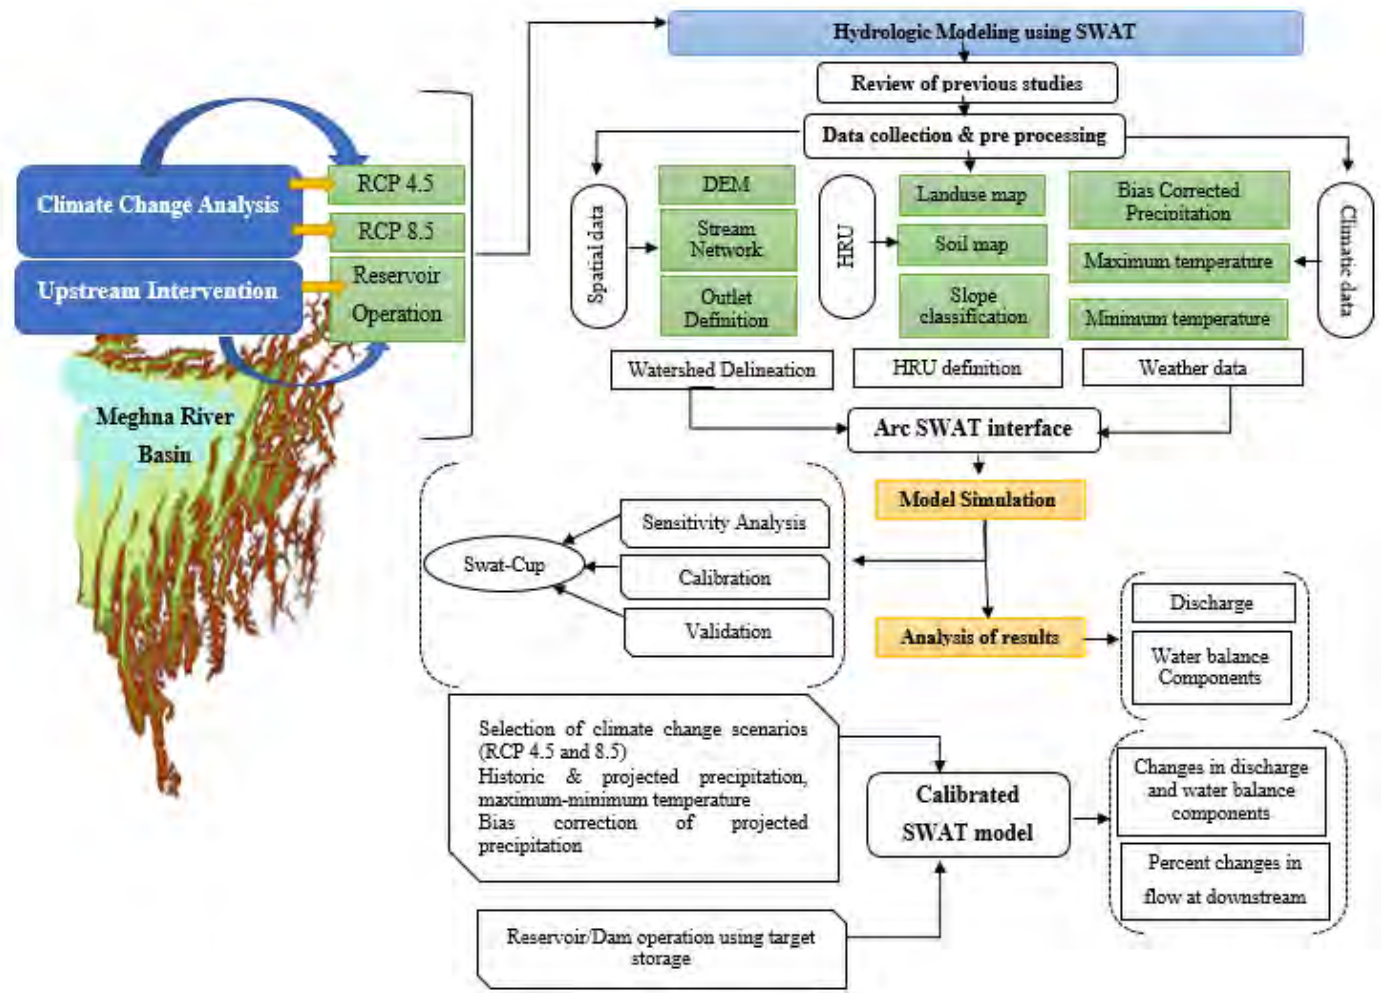 Hydrologic Modeling using SWAT
Review of previous studies
Data collection & pre processing
Climate Change Analysis
Upstream Intervention
RCP 4.5
RCP 8.5
Reservoir
Operation
Meghna River
Basin
Spatial data
DEM
Stream
Network
Outlet
Definition
HRU
Landuse map
Soil map
Slope
classification
Bias Corrected
Precipitation
Maximum temperature
Minimum temperature
Climatic data
Watershed Delineation
HRU definition
Weather data
Arc SWAT interface
Model Simulation
Sensitivity Analysis
Swat-Cup
Calibration
Validation
Analysis of results
Discharge
Water balance
Components
Selection of climate change scenarios
(RCP 4.5 and 8.5)
Historic & projected precipitation,
maximum-minimum temperature
Bias correction of projected
precipitation
Calibrated
SWAT model
Changes in discharge
and water balance
components
Percent changes in
flow at downstream
Reservoir/Dam operation using target
storage